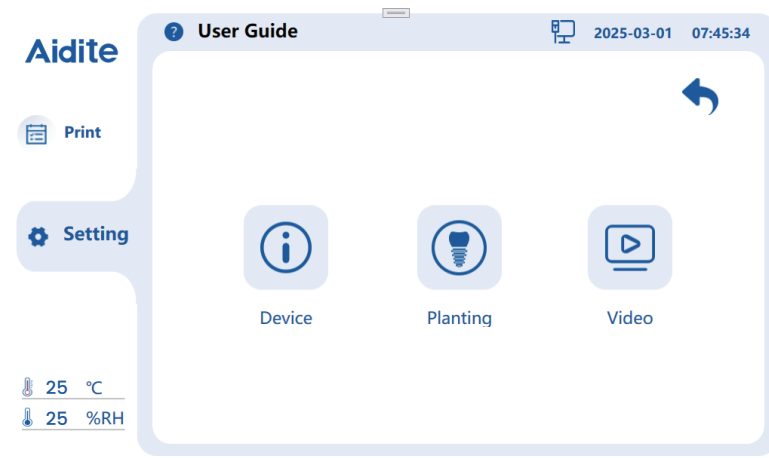 Aidite
? User Guide
2025-03-01 07:45:34
Print
Setting
Device
Planting
Video
25 ℃
25 %RH